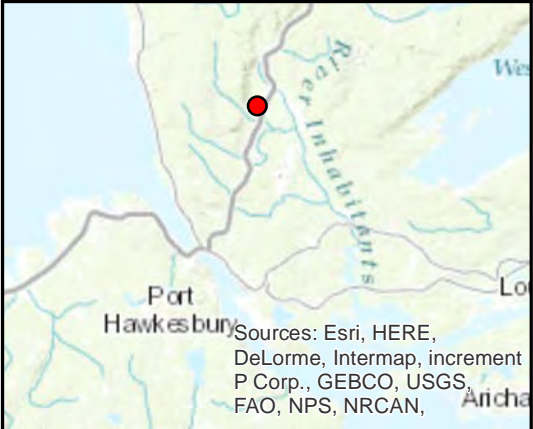 River Inhabitants
Wes
Lo
Port
Hawkesbury
Sources: Esri, HERE,
DeLorme, Intermap, increment
P Corp., GEBCO, USGS,
FAO, NPS, NRCAN,
Aricha